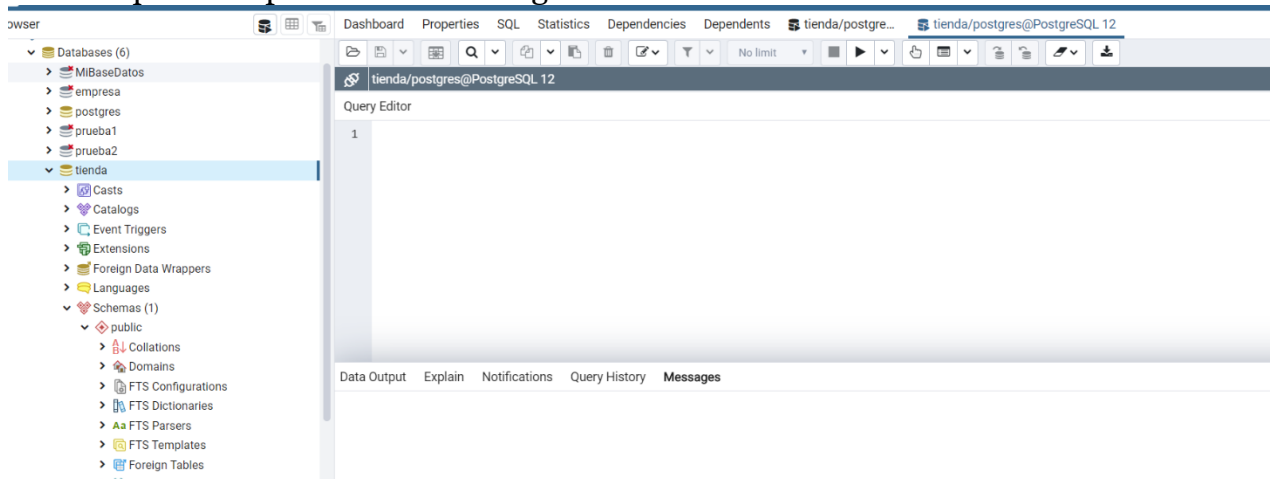 owser
Dashboard Properties SQL Statistics Dependencies Dependents tienda/postgre... tienda/postgres@PostgreSQL 12
Databases (6)
No limit
MiBaseDatos
tienda/postgres@PostgreSQL 12
empresa
Query Editor
postgres
prueba1
1
prueba2
tienda
Casts
Catalogs
Event Triggers
Extensions
Foreign Data Wrappers
Languages
Schemas (1)
public
Collations
Domains
FTS Configurations
Data Output Explain Notifications Query History Messages
FTS Dictionaries
Aa FTS Parsers
FTS Templates
Foreign Tables